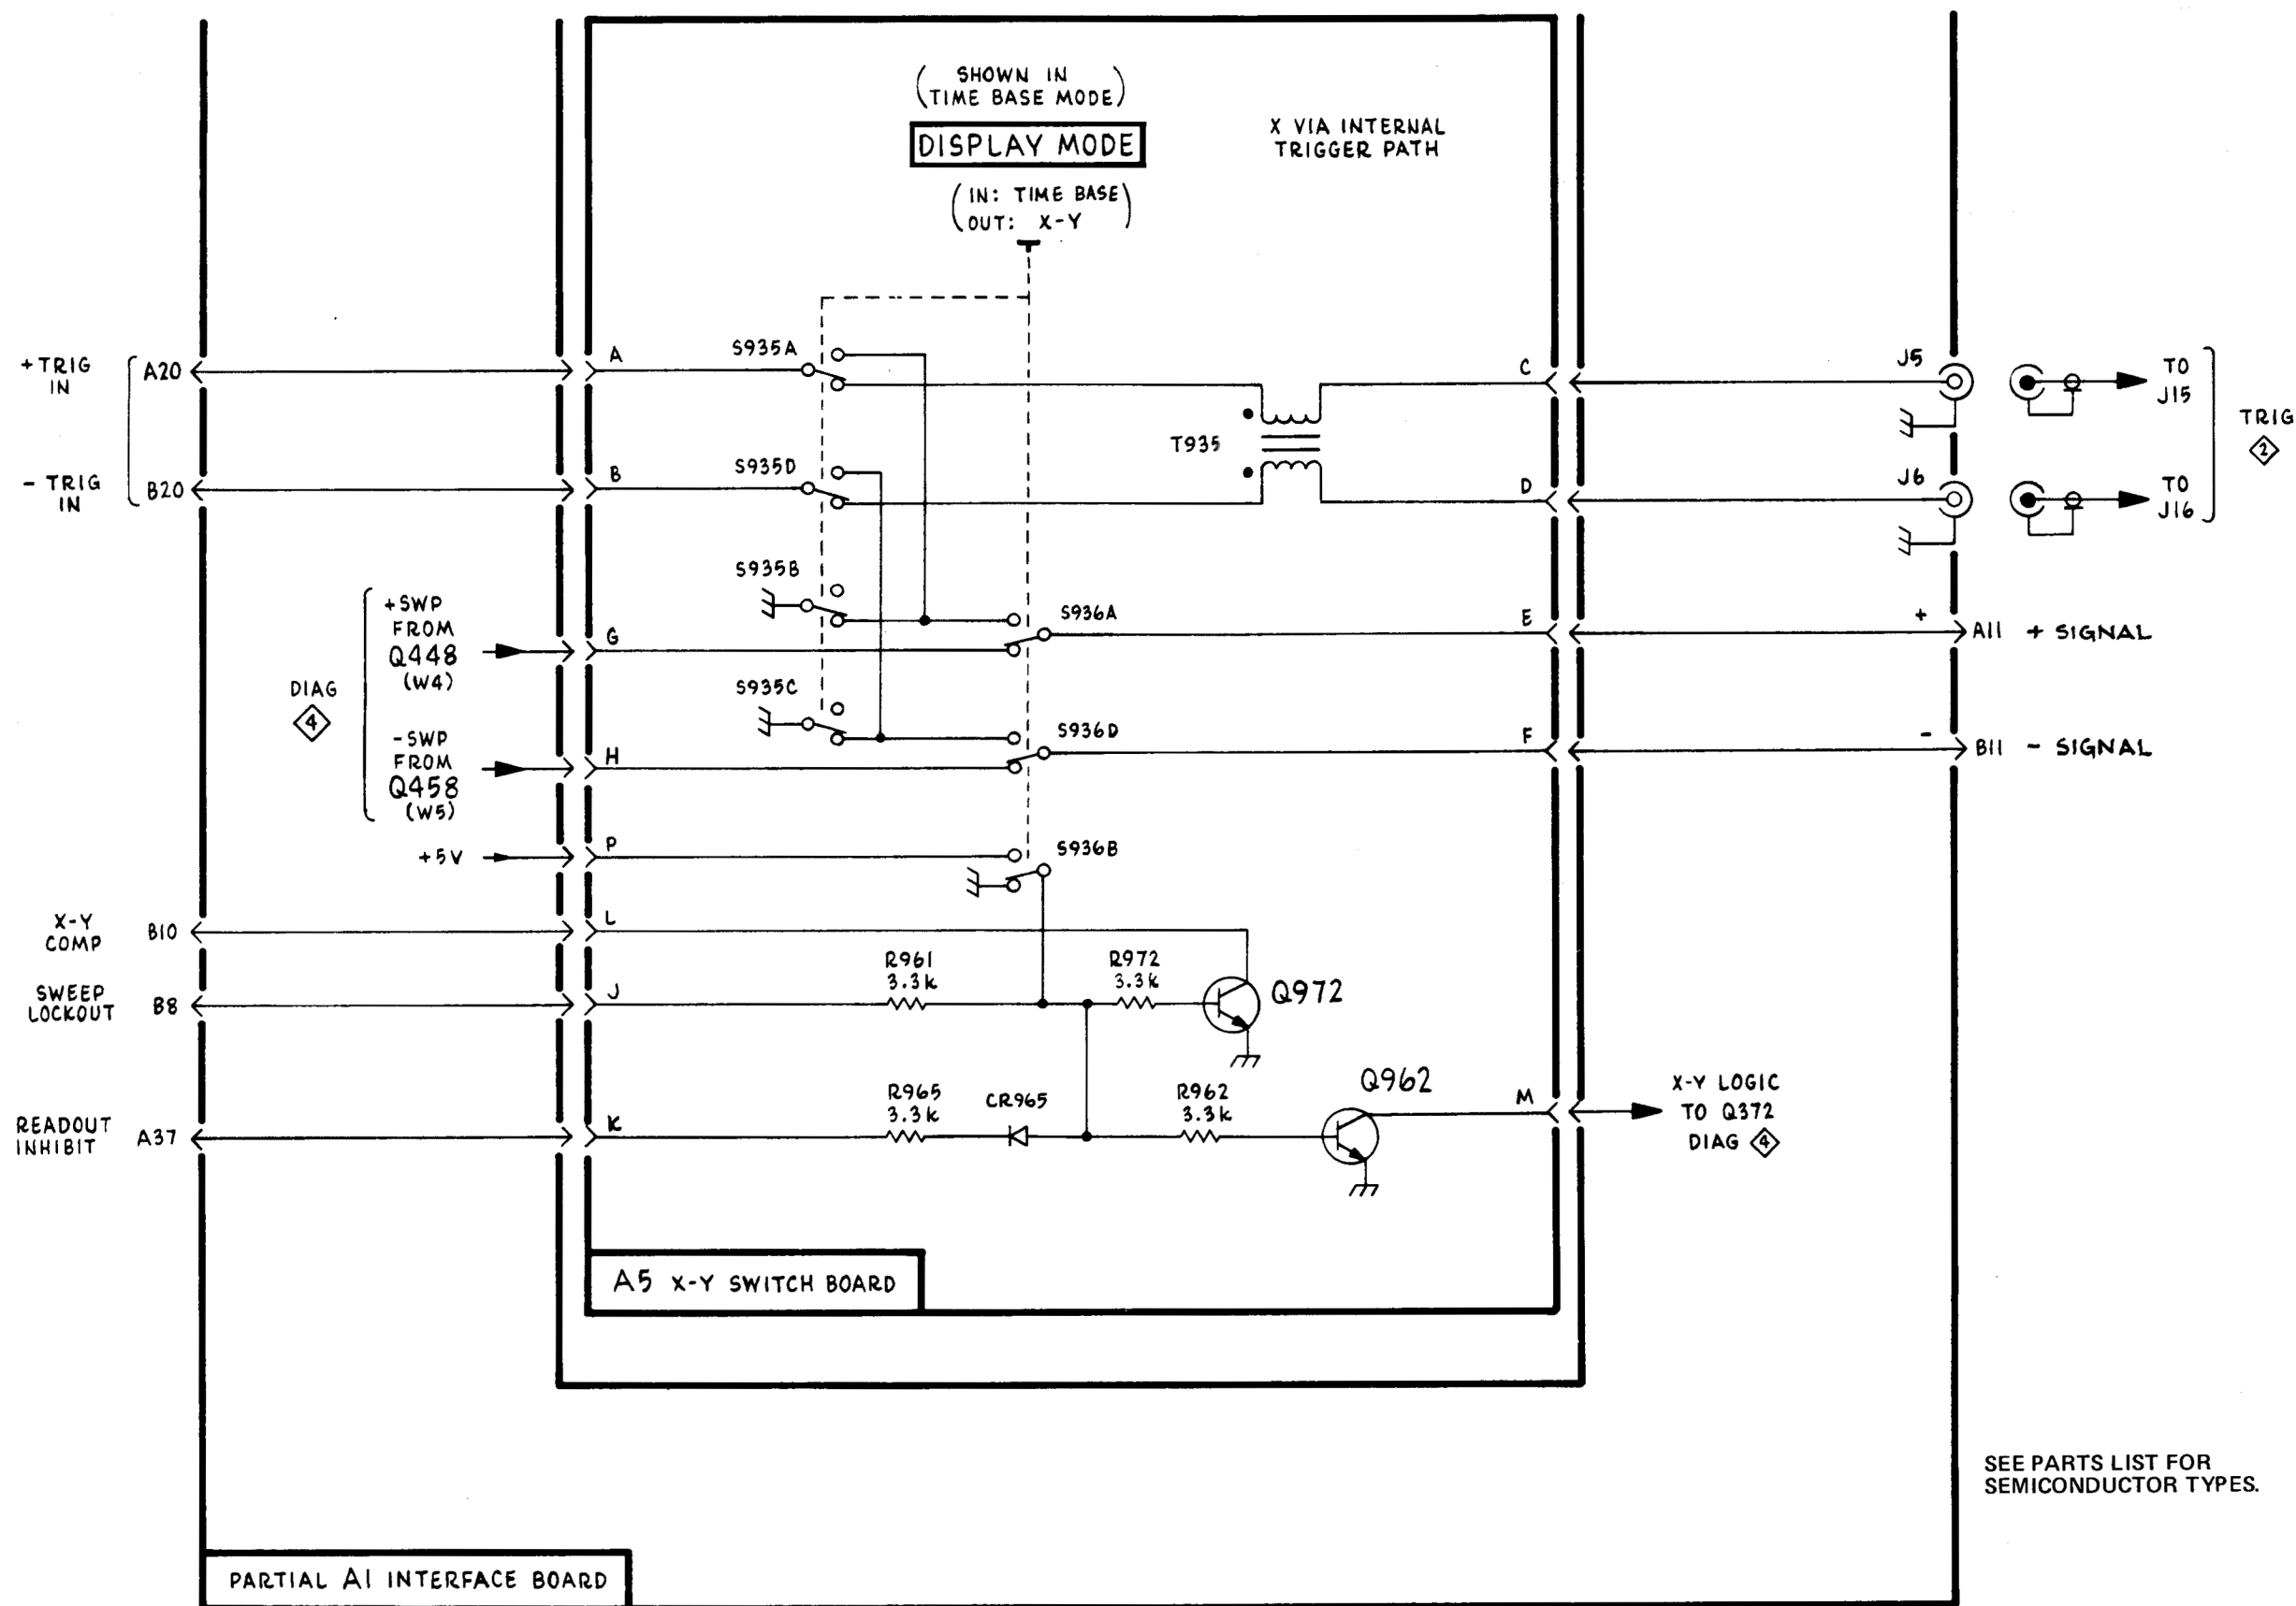 (SHOWN IN
TIME BASE MODE)
DISPLAY MODE
(IN: TIME BASE
OUT: X-Y)
X VIA INTERNAL
TRIGGER PATH
+ TRIG
IN
A20
A
S935A
C
J5
TO
J15
T935
TRIG
2
- TRIG
IN
B20
B
S935D
D
J6
TO
J16
S935B
+SWP
FROM
Q448
(W4)
G
S936A
E
+
A11
+ SIGNAL
DIAG
4
S935C
-SWP
FROM
Q458
(W5)
H
S936D
F
-
B11
- SIGNAL
+5V
P
S936B
X-Y
COMP
B10
L
SWEEP
LOCKOUT
B8
J
R961
3.3k
R972
3.3k
Q972
READOUT
INHIBIT
A37
K
R965
3.3k
CR965
R962
3.3k
Q962
M
X-Y LOGIC
TO Q372
DIAG 4
A5 X-Y SWITCH BOARD
SEE PARTS LIST FOR
SEMICONDUCTOR TYPES.
PARTIAL A1 INTERFACE BOARD